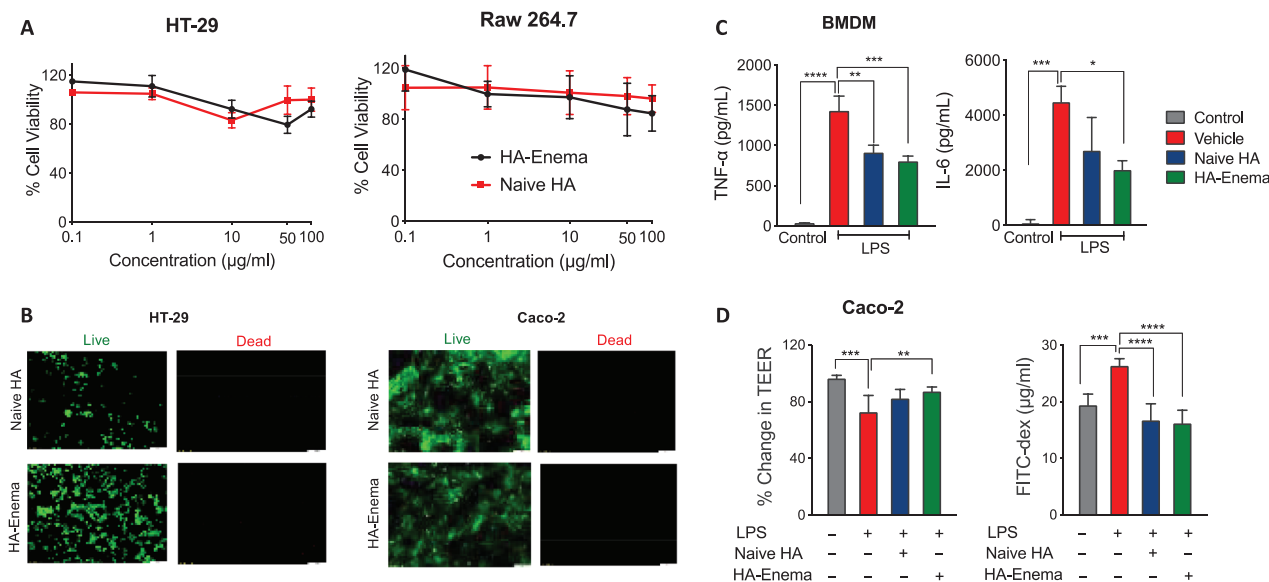 A
HT-29
% Cell Viability
120
80
40
0
0.1 1 10 50 100
Concentration (µg/ml)
Raw 264.7
% Cell Viability
120
80
40
0
HA-Enema
Naive HA
0.1 1 10 50 100
Concentration (µg/ml)
B
HT-29
Live Dead
Naive HA
HA-Enema
Caco-2
Live Dead
C
BMDM
TNF-α (pg/mL)
2000
1500
1000
500
0
**** ** ***
Control
LPS
IL-6 (pg/mL)
6000
4000
2000
0
*** *
Control
LPS
Control
Vehicle
Naive HA
HA-Enema
D
Caco-2
% Change in TEER
120
80
40
0
*** **
LPS – + + +
Naive HA – – + –
HA-Enema – – – +
FITC-dex (µg/ml)
30
20
10
0
*** **** ****
LPS – + + +
Naive HA – – + –
HA-Enema – – – +